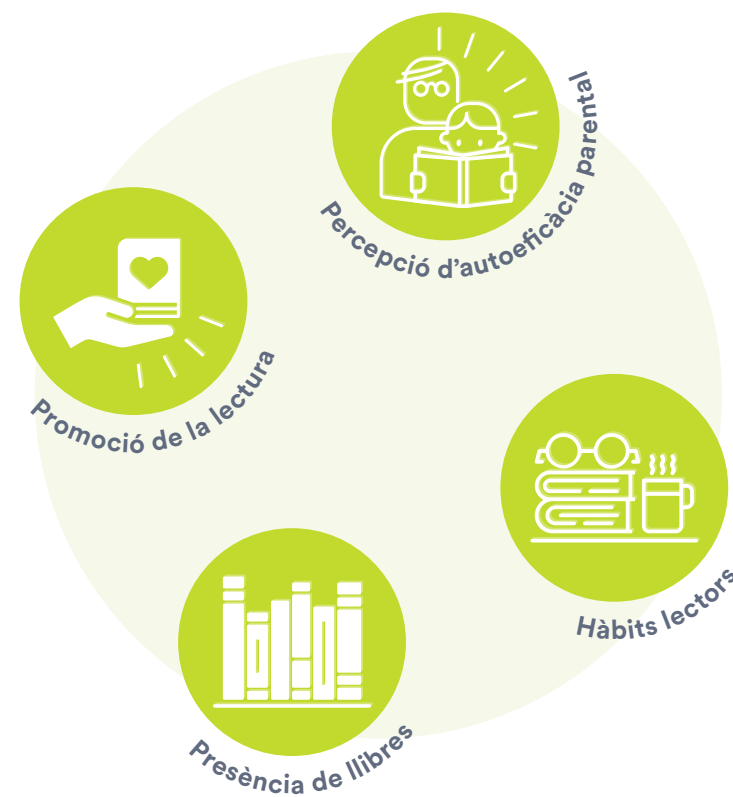 Percepció d'autoeficàcia parental
Promoció de la lectura
Hàbits lectors
Presència de llibres